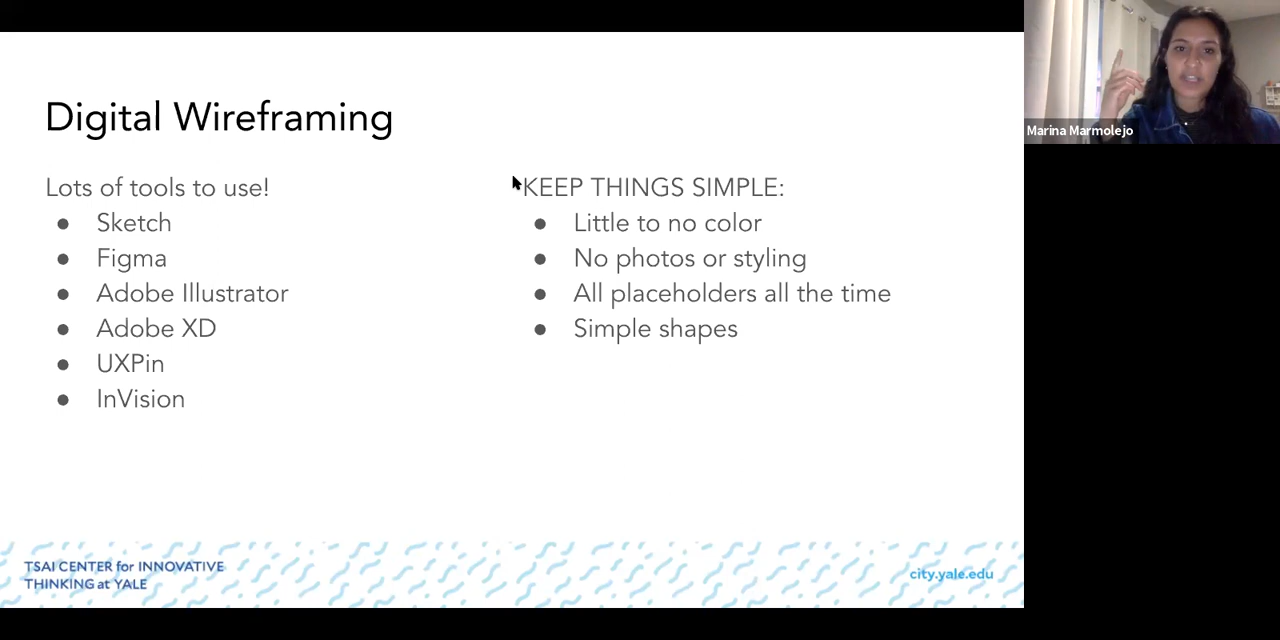 Digital Wireframing
Lots of tools to use!
● Sketch
● Figma
● Adobe Illustrator
● Adobe XD
● UXPin
● InVision
KEEP THINGS SIMPLE:
● Little to no color
● No photos or styling
● All placeholders all the time
● Simple shapes
TSAI CENTER for INNOVATIVE
THINKING at YALE
city.yale.edu
Marina Marmolejo